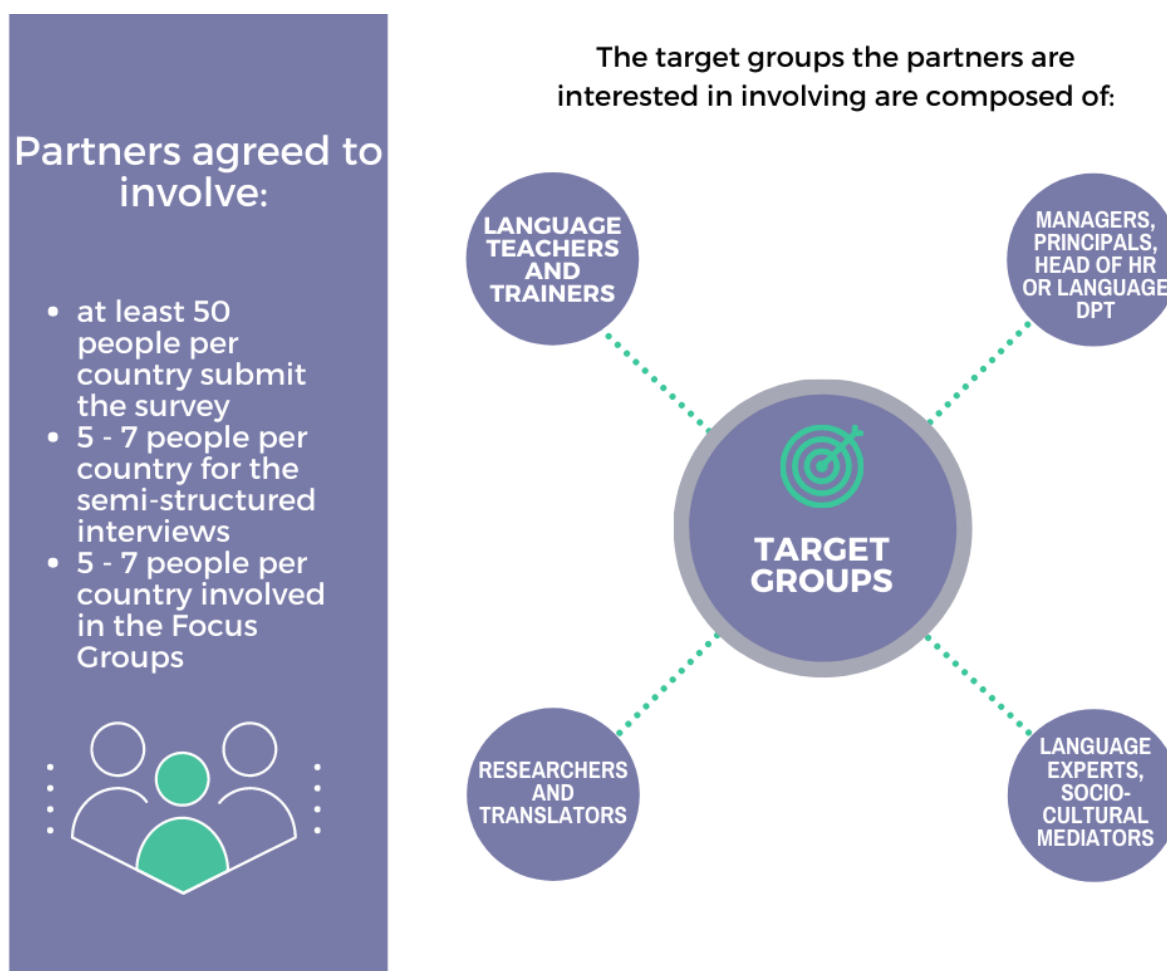 Partners agreed to
involve:
• at least 50
people per
country submit
the survey
• 5 - 7 people per
country for the
semi-structured
interviews
• 5 - 7 people per
country involved
in the Focus
Groups
The target groups the partners are
interested in involving are composed of:
LANGUAGE
TEACHERS
AND
TRAINERS
MANAGERS,
PRINCIPALS,
HEAD OF HR
OR LANGUAGE
DPT
TARGET
GROUPS
RESEARCHERS
AND
TRANSLATORS
LANGUAGE
EXPERTS,
SOCIO-
CULTURAL
MEDIATORS